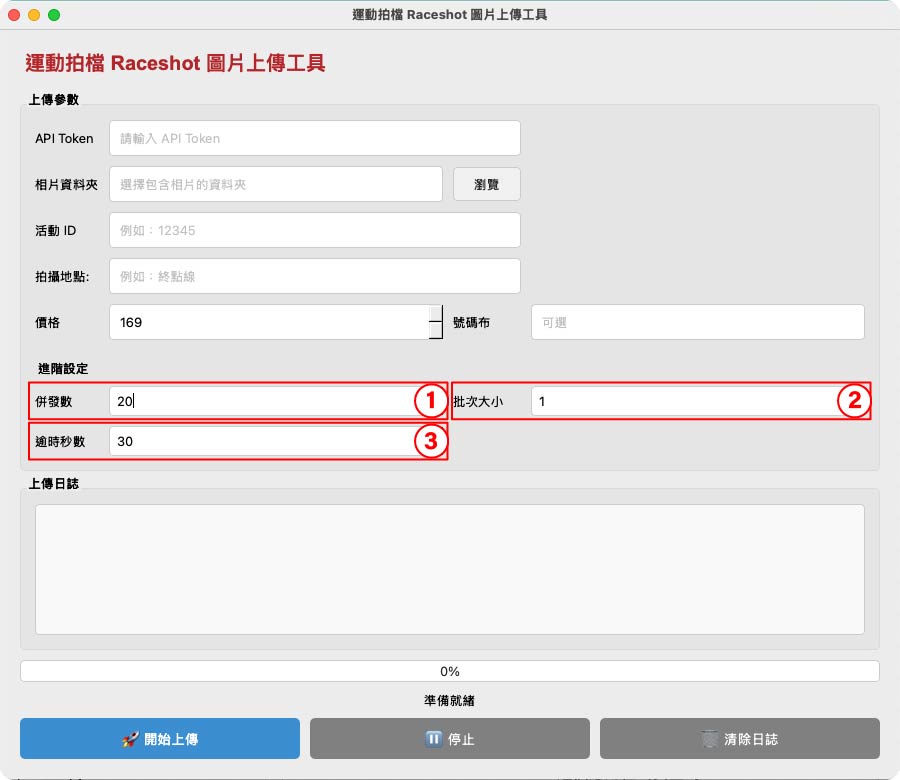 運動拍檔 Raceshot 圖片上傳工具
運動拍檔 Raceshot 圖片上傳工具
上傳參數
API Token 請輸入 API Token
相片資料夾 選擇包含相片的資料夾 瀏覽
活動 ID 例如：12345
拍攝地點: 例如：終點線
價格 169 號碼布 可選
進階設定
併發數 20 1 批次大小 1 2
逾時秒數 30 3
上傳日誌
0%
準備就緒
開始上傳 停止 清除日誌